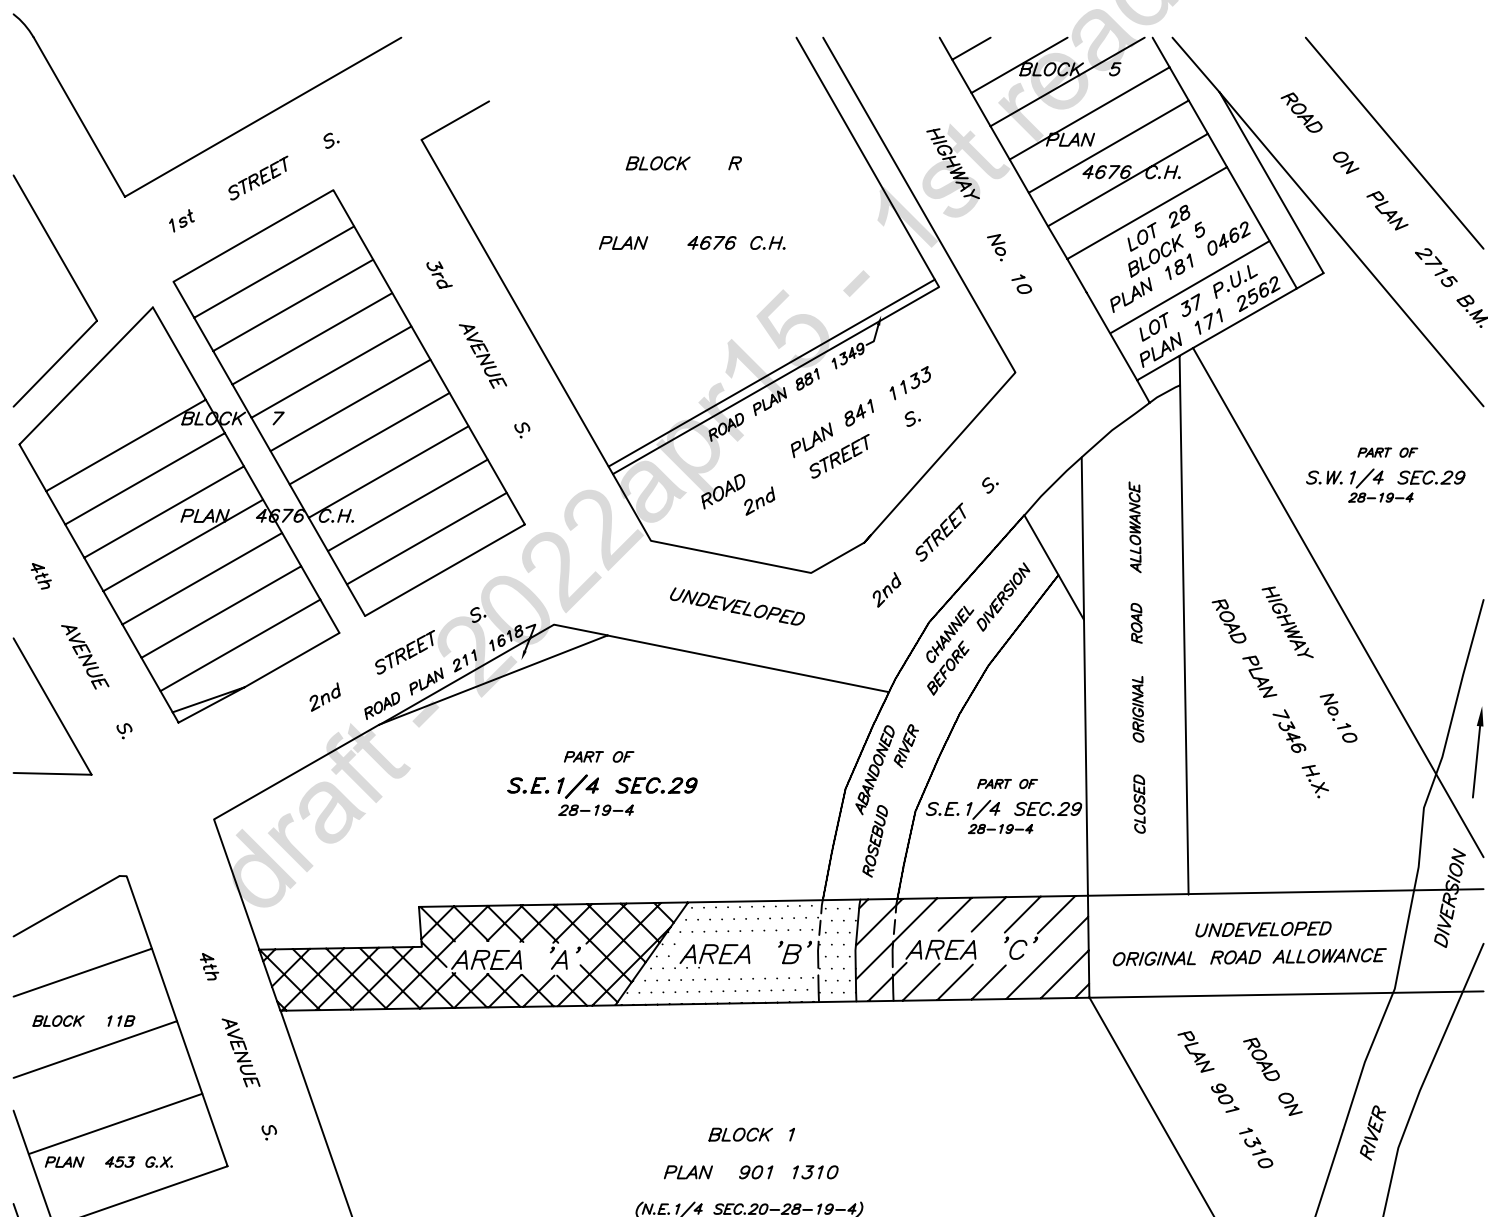 draft - 2022apr15 - 1st read
BLOCK 5
PLAN
4676 C.H.
LOT 28
BLOCK 5
PLAN 181 0462
LOT 37 P.U.L
PLAN 171 2562
ROAD ON PLAN 2715 B.M.
HIGHWAY No. 10
BLOCK R
PLAN 4676 C.H.
1st STREET S.
3rd AVENUE S.
ROAD PLAN 881 1349
ROAD PLAN 841 1133
2nd STREET S.
BLOCK 7
PLAN 4676 C.H.
4th AVENUE S.
2nd STREET S.
ROAD PLAN 211 1618
UNDEVELOPED
2nd STREET S.
PART OF
S.W.1/4 SEC.29
28-19-4
CLOSED ORIGINAL ROAD ALLOWANCE
HIGHWAY No.10
ROAD PLAN 7346 H.X.
ABANDONED CHANNEL
ROSEBUD RIVER BEFORE DIVERSION
PART OF
S.E.1/4 SEC.29
28-19-4
PART OF
S.E.1/4 SEC.29
28-19-4
AREA 'A'
AREA 'B'
AREA 'C'
UNDEVELOPED
ORIGINAL ROAD ALLOWANCE
RIVER DIVERSION
4th AVENUE S.
BLOCK 11B
PLAN 453 G.X.
ROAD ON
PLAN 901 1310
BLOCK 1
PLAN 901 1310
(N.E.1/4 SEC.20-28-19-4)